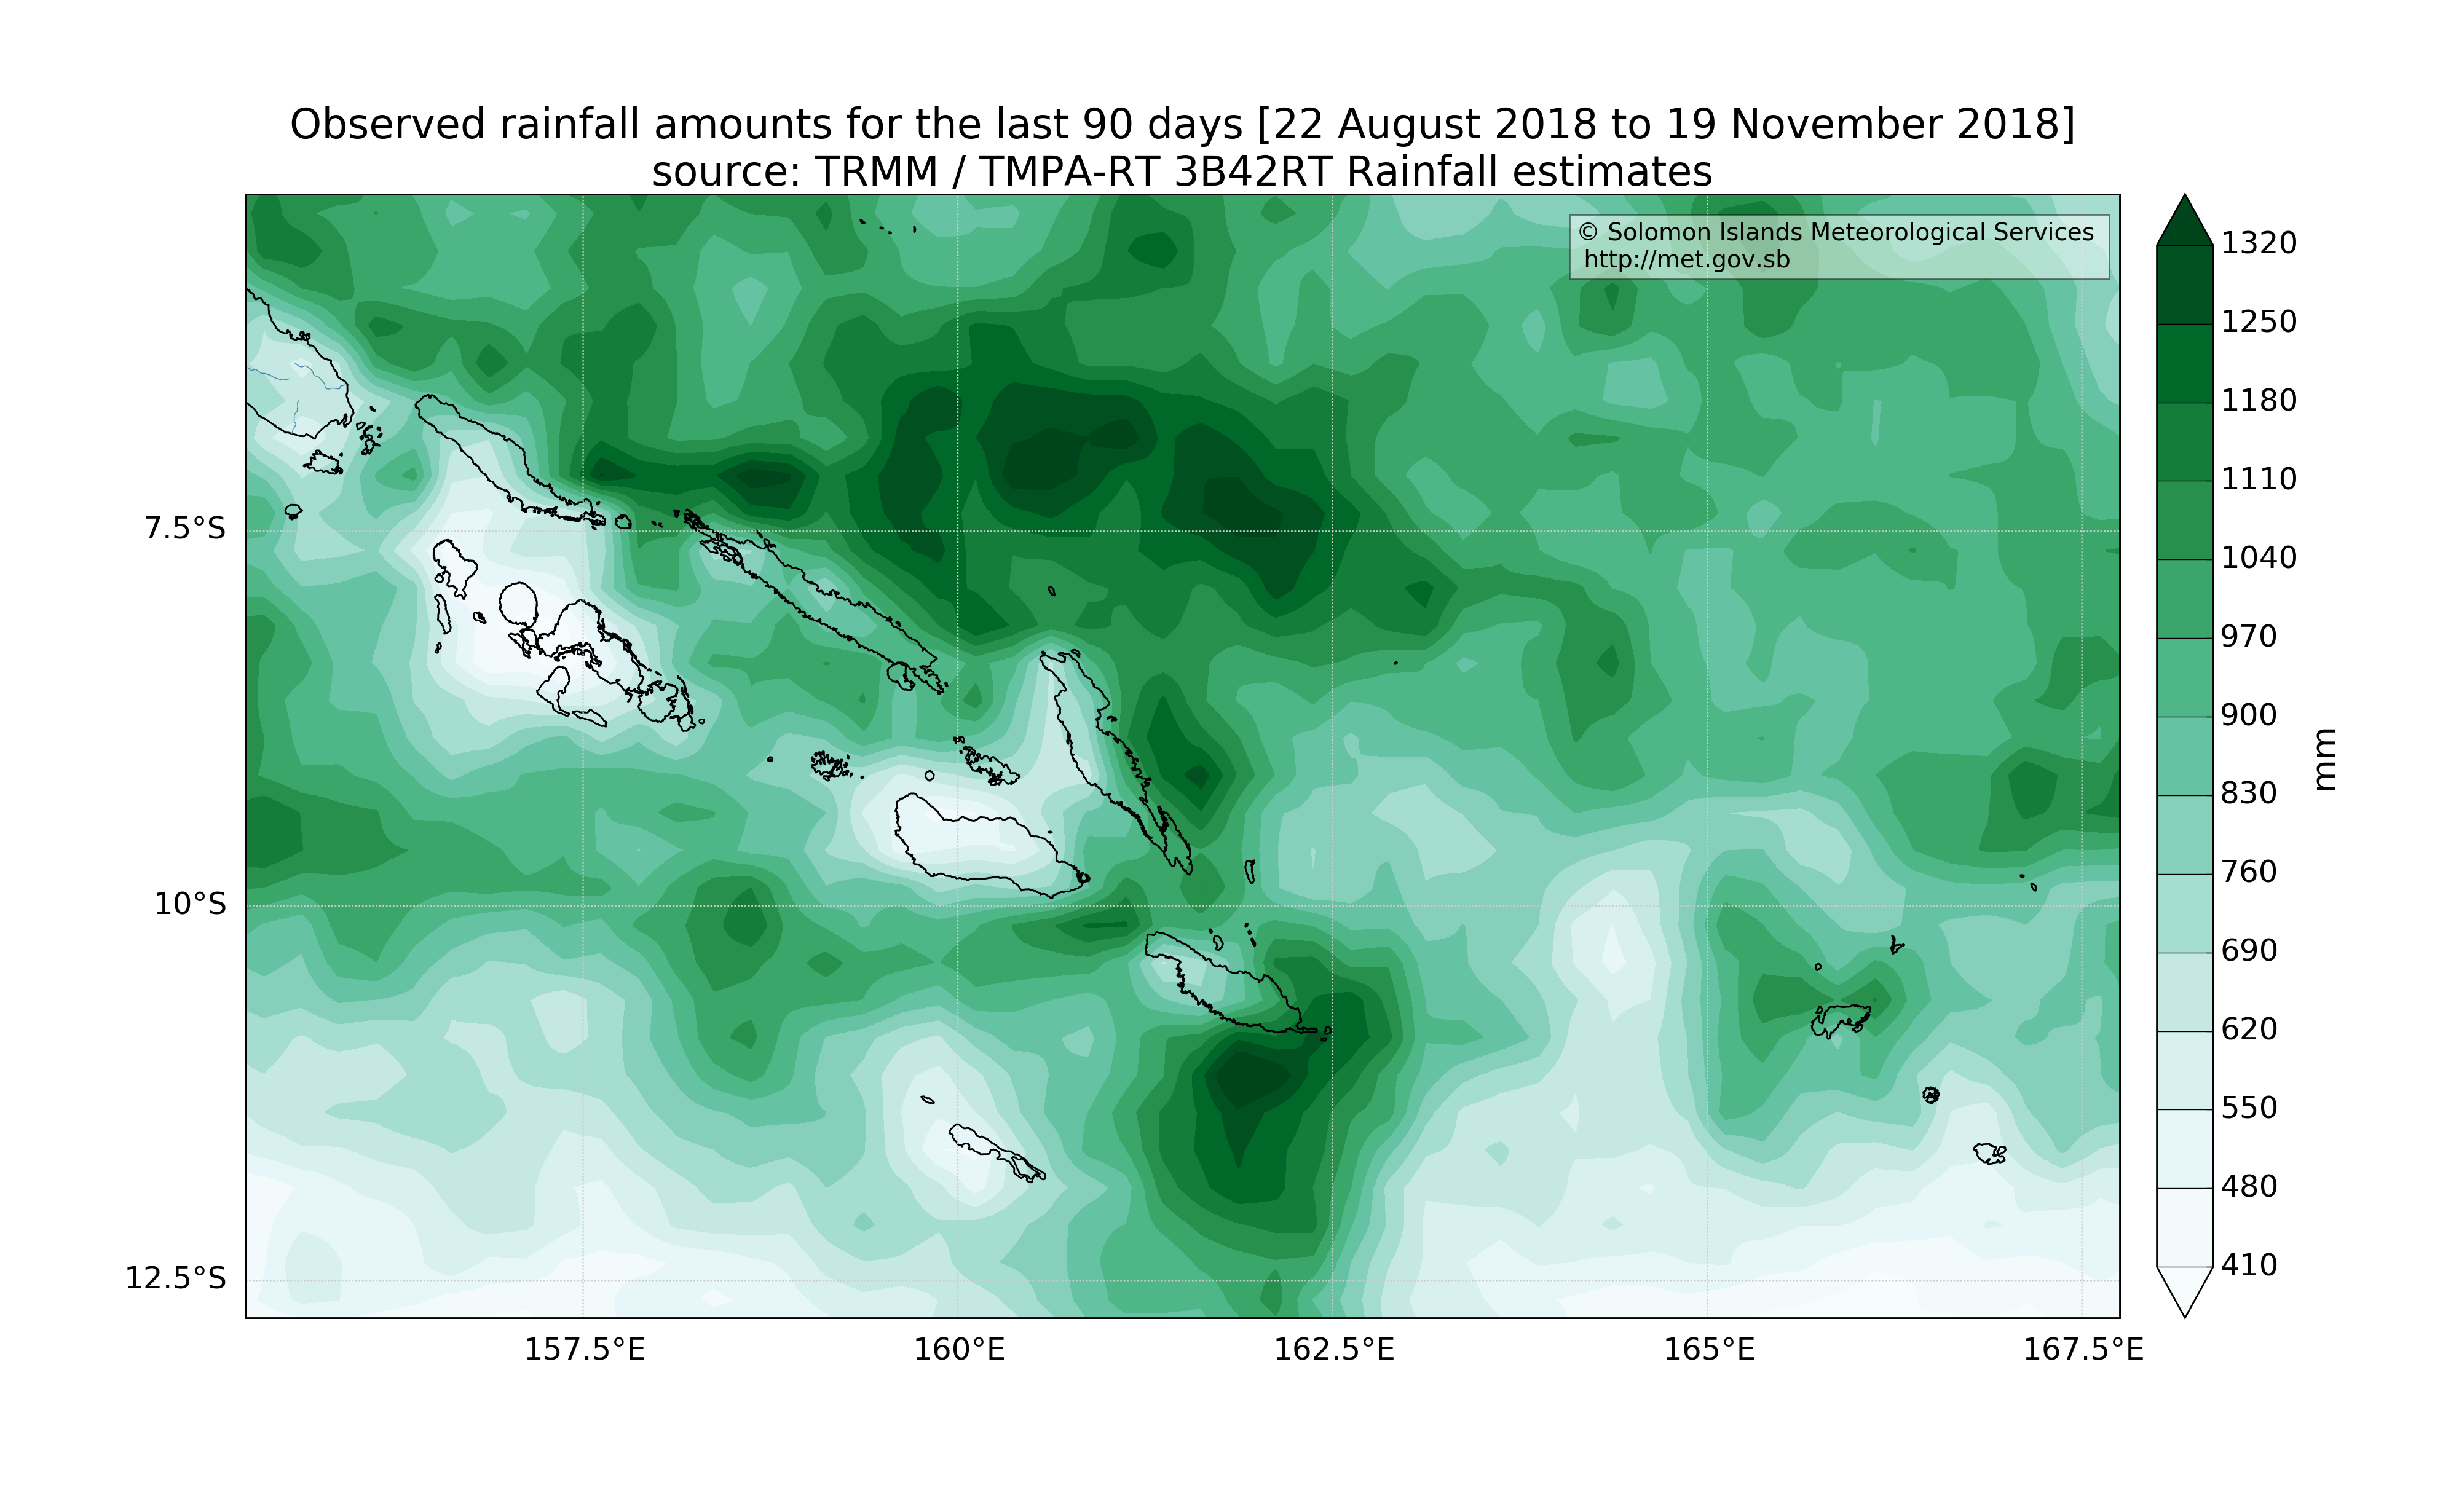 Observed rainfall amounts for the last 90 days [22 August 2018 to 19 November 2018]
source: TRMM / TMPA-RT 3B42RT Rainfall estimates
© Solomon Islands Meteorological Services
http://met.gov.sb
7.5°S
10°S
12.5°S
157.5°E
160°E
162.5°E
165°E
167.5°E
1320
1250
1180
1110
1040
970
900
830
760
690
620
550
480
410
mm